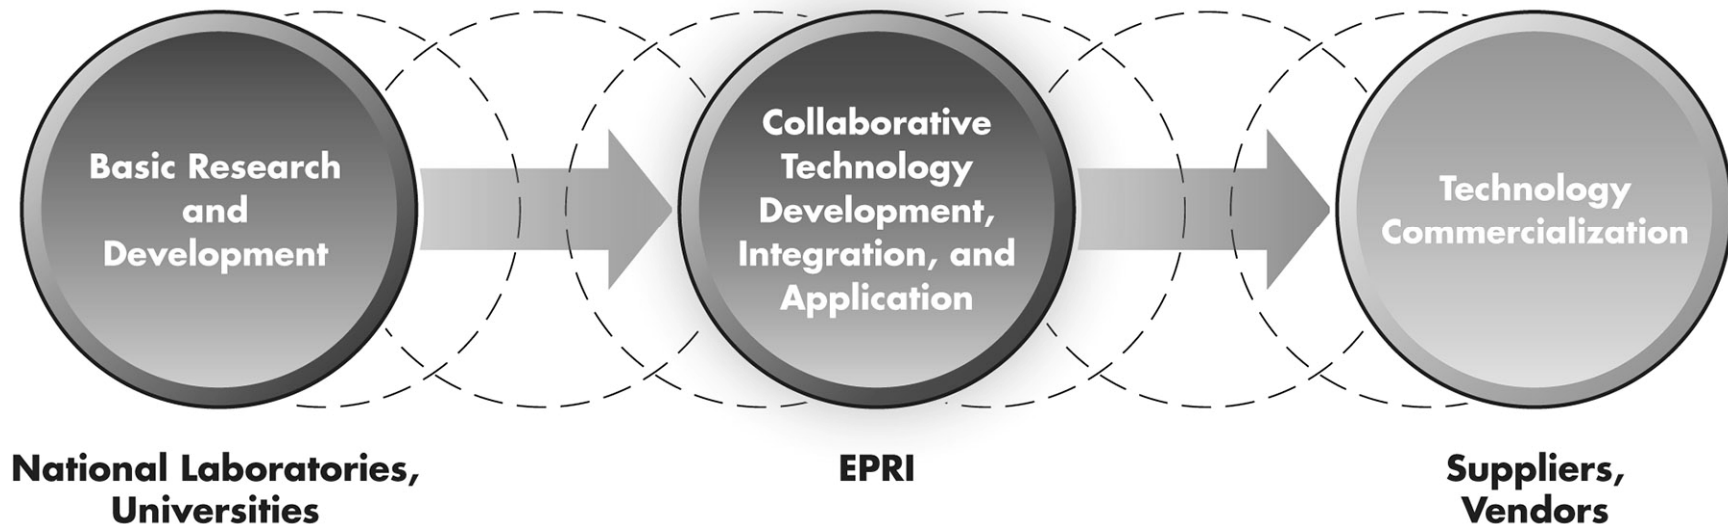 Basic Research
and
Development
Collaborative
Technology
Development,
Integration, and
Application
Technology
Commercialization
National Laboratories,
Universities
EPRI
Suppliers,
Vendors